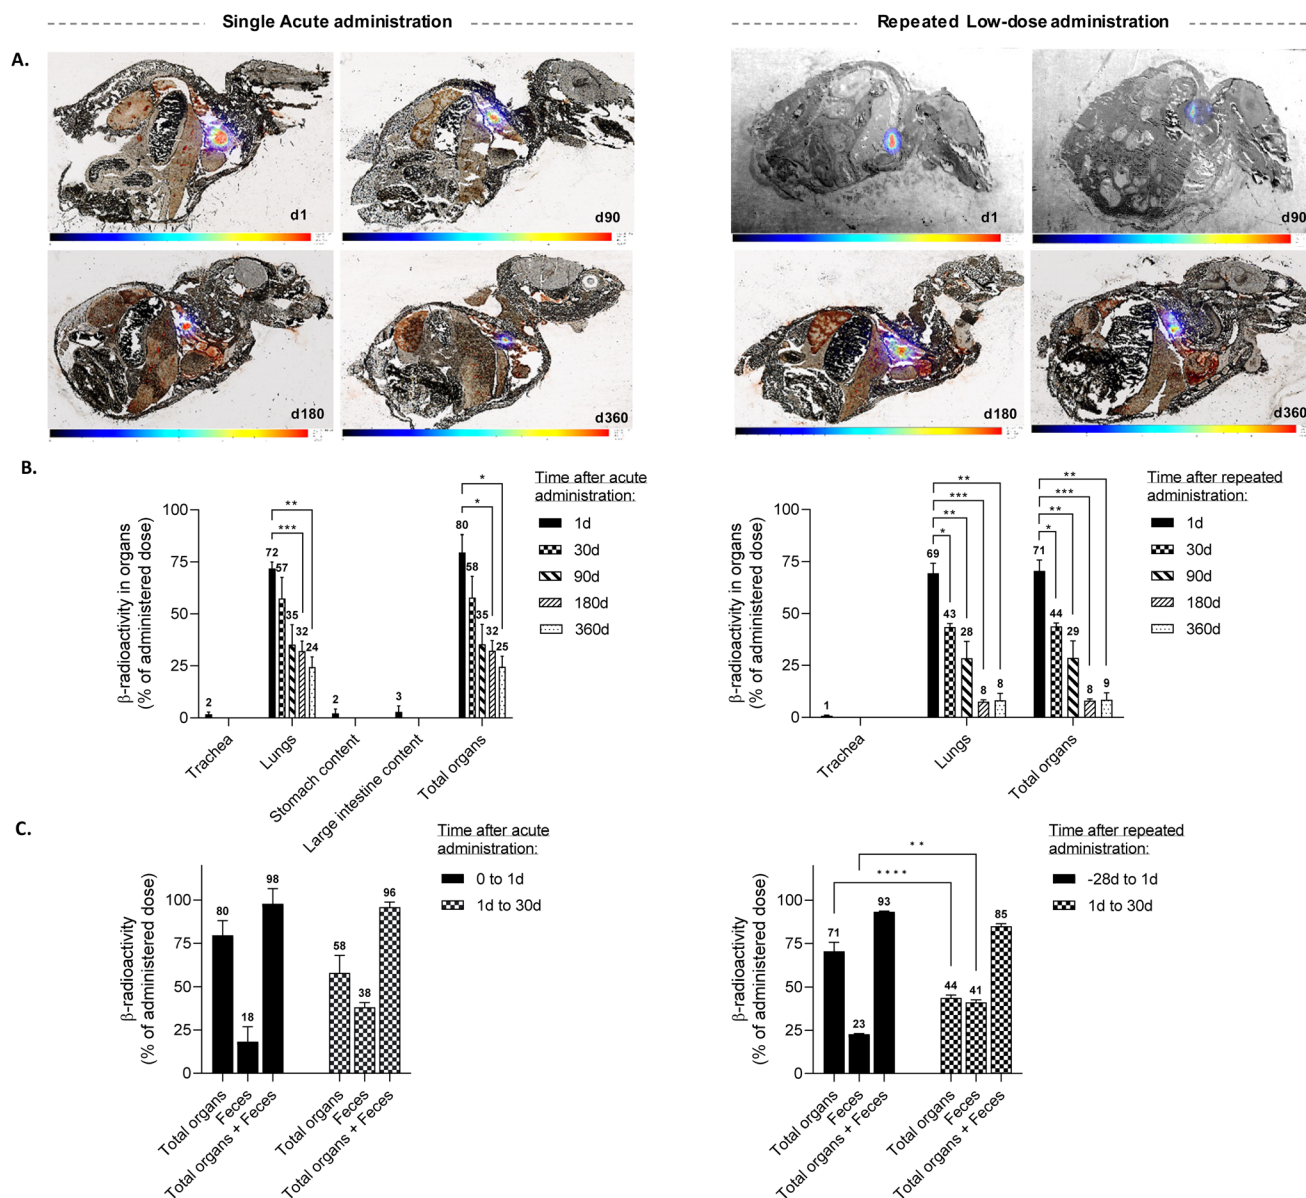 Single Acute administration
Repeated Low-dose administration
A.
d1
d90
d1
d90
d180
d360
d180
d360
B.
β-radioactivity in organs
(% of administered dose)
100
75
50
25
0
2
72
57
35
32
24
2
3
80
58
35
32
25
***
**
*
*
Trachea
Lungs
Stomach content
Large intestine content
Total organs
Time after acute
administration:
1d
30d
90d
180d
360d
β-radioactivity in organs
(% of administered dose)
100
75
50
25
0
1
69
43
28
8
8
71
44
29
8
9
*
**
***
**
*
**
***
**
Trachea
Lungs
Total organs
Time after repeated
administration:
1d
30d
90d
180d
360d
C.
β-radioactivity
(% of administered dose)
100
75
50
25
0
80
18
98
58
38
96
Total organs
Feces
Total organs + Feces
Total organs
Feces
Total organs + Feces
Time after acute
administration:
0 to 1d
1d to 30d
β-radioactivity
(% of administered dose)
100
75
50
25
0
71
23
93
44
41
85
****
**
Total organs
Feces
Total organs + Feces
Total organs
Feces
Total organs + Feces
Time after repeated
administration:
-28d to 1d
1d to 30d